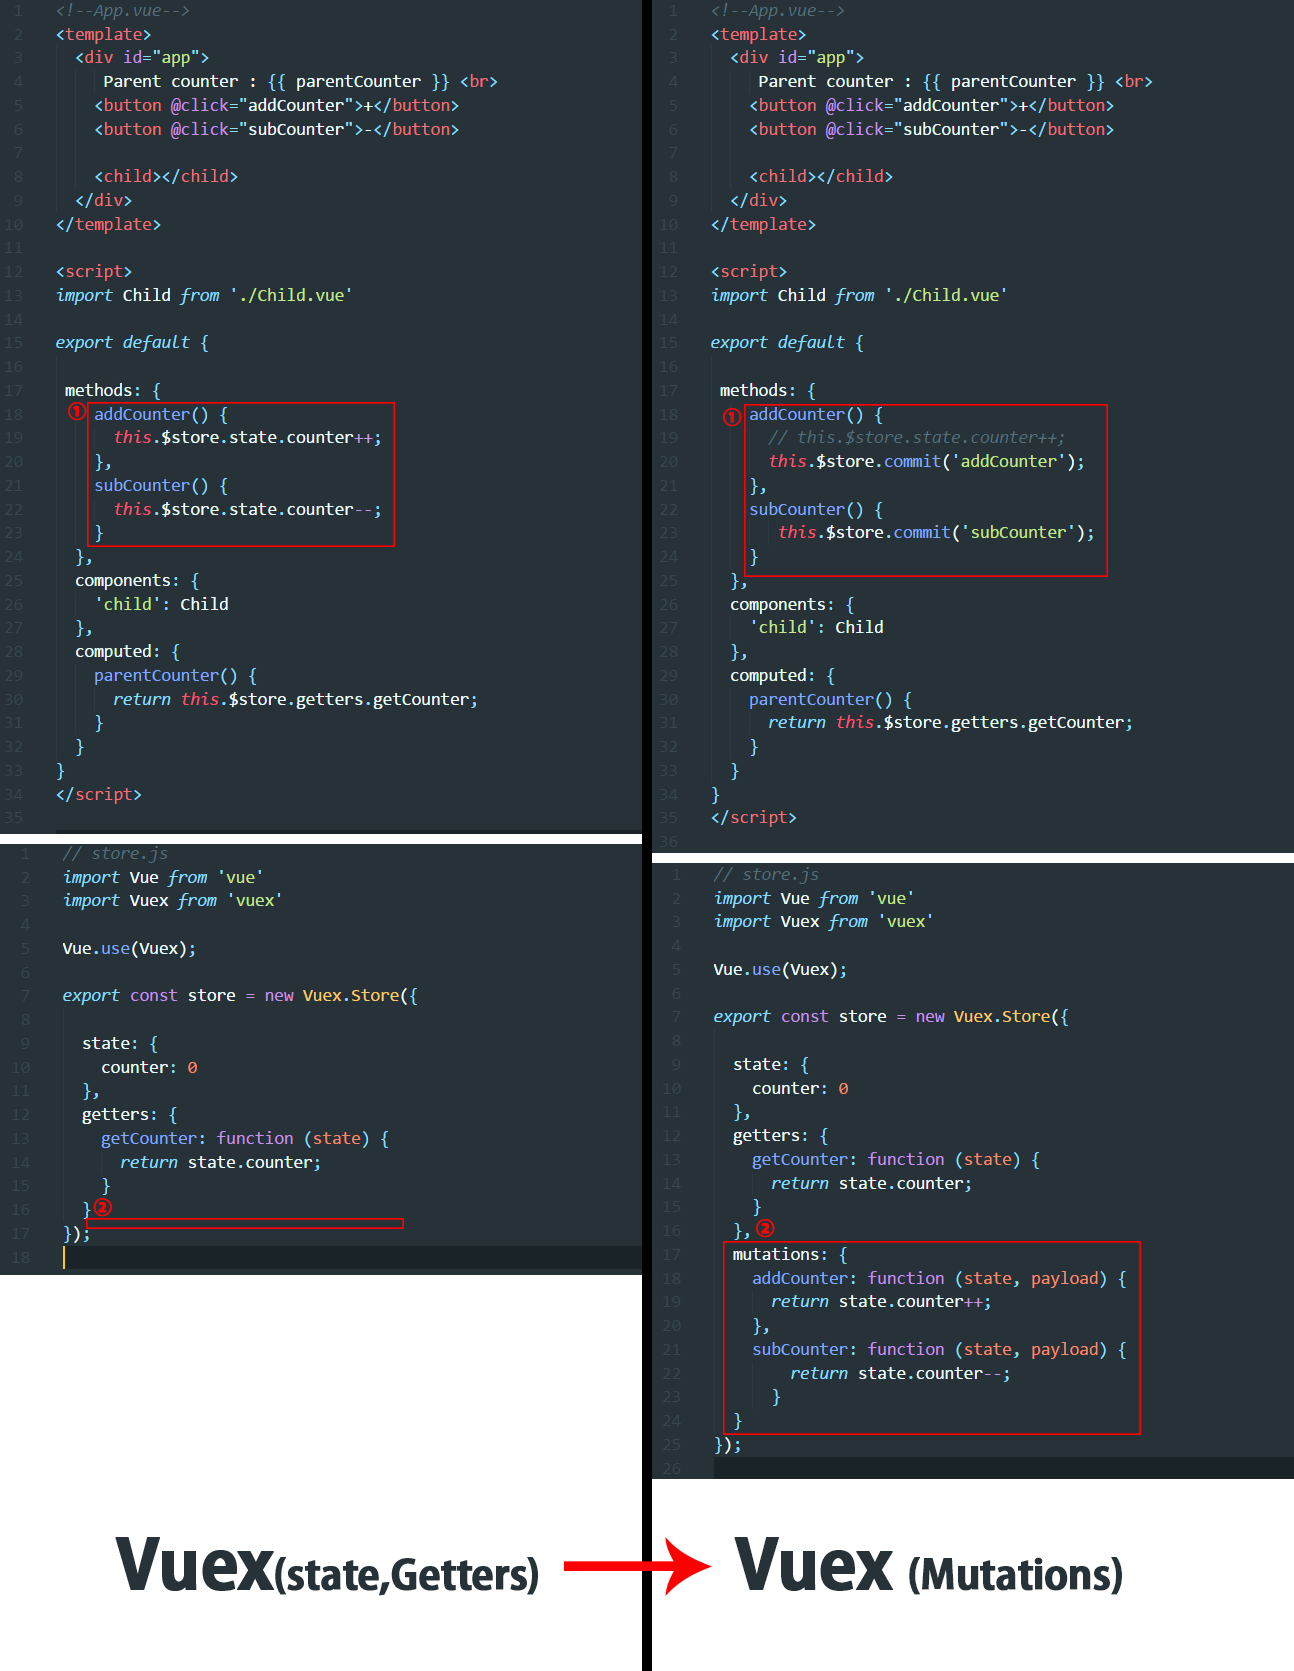 1 <!--App.vue-->
2 <template>
3 <div id="app">
4 Parent counter : {{ parentCounter }} <br>
5 <button @click="addCounter">+</button>
6 <button @click="subCounter">-</button>
7
8 <child></child>
9 </div>
10 </template>
11
12 <script>
13 import Child from './Child.vue'
14
15 export default {
16
17 methods: {
18 ① addCounter() {
19 this.$store.state.counter++;
20 },
21 subCounter() {
22 this.$store.state.counter--;
23 }
24 },
25 components: {
26 'child': Child
27 },
28 computed: {
29 parentCounter() {
30 return this.$store.getters.getCounter;
31 }
32 }
33 }
34 </script>
35
1 // store.js
2 import Vue from 'vue'
3 import Vuex from 'vuex'
4
5 Vue.use(Vuex);
6
7 export const store = new Vuex.Store({
8
9 state: {
10 counter: 0
11 },
12 getters: {
13 getCounter: function (state) {
14 return state.counter;
15 }
16 } ②
17 });
18
1 <!--App.vue-->
2 <template>
3 <div id="app">
4 Parent counter : {{ parentCounter }} <br>
5 <button @click="addCounter">+</button>
6 <button @click="subCounter">-</button>
7
8 <child></child>
9 </div>
10 </template>
11
12 <script>
13 import Child from './Child.vue'
14
15 export default {
16
17 methods: {
18 ① addCounter() {
19 // this.$store.state.counter++;
20 this.$store.commit('addCounter');
21 },
22 subCounter() {
23 this.$store.commit('subCounter');
24 }
25 },
26 components: {
27 'child': Child
28 },
29 computed: {
30 parentCounter() {
31 return this.$store.getters.getCounter;
32 }
33 }
34 }
35 </script>
36
1 // store.js
2 import Vue from 'vue'
3 import Vuex from 'vuex'
4
5 Vue.use(Vuex);
6
7 export const store = new Vuex.Store({
8
9 state: {
10 counter: 0
11 },
12 getters: {
13 getCounter: function (state) {
14 return state.counter;
15 }
16 }, ②
17 mutations: {
18 addCounter: function (state, payload) {
19 return state.counter++;
20 },
21 subCounter: function (state, payload) {
22 return state.counter--;
23 }
24 }
25 });
26
Vuex(state,Getters)
Vuex (Mutations)